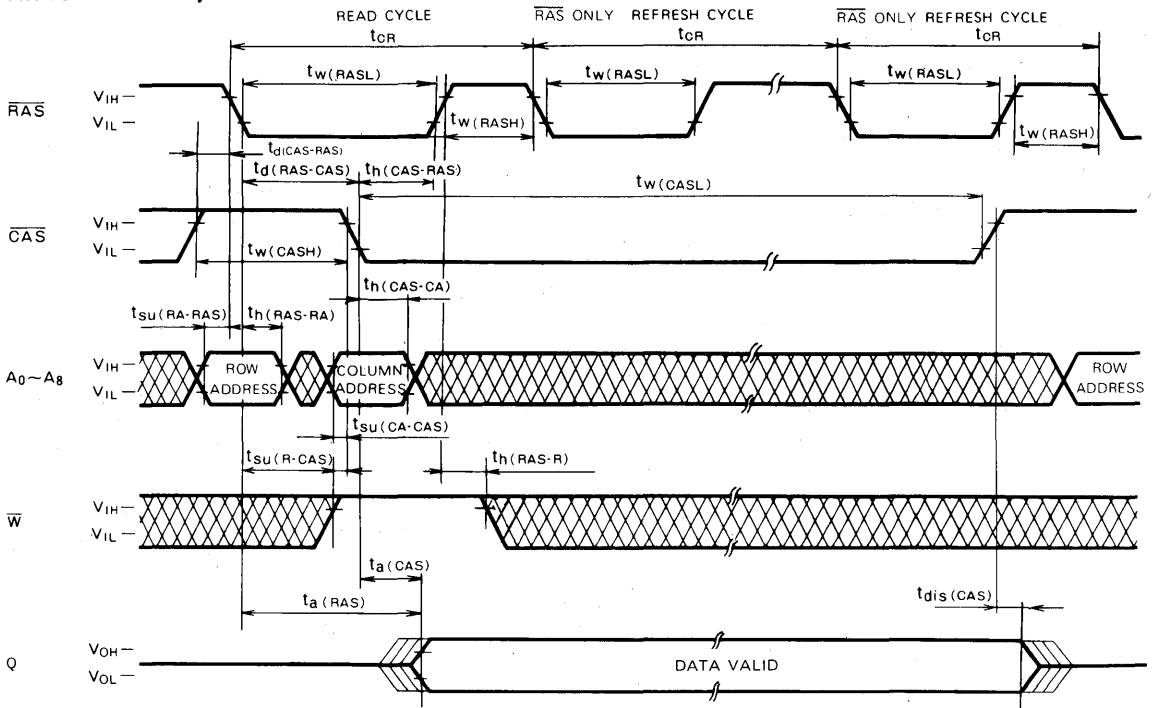 READ CYCLE
R̅A̅S̅ ONLY REFRESH CYCLE
R̅A̅S̅ ONLY REFRESH CYCLE
tCR
tCR
tCR
tw(RASL)
tw(RASL)
tw(RASL)
R̅A̅S̅
VIH
VIL
tw(RASH)
tw(RASH)
td(CAS-RAS)
td(RAS-CAS)
th(CAS-RAS)
tw(CASL)
C̅A̅S̅
VIH
VIL
tw(CASH)
th(CAS-CA)
tsu(RA-RAS)
th(RAS-RA)
A0~A8
VIH
VIL
ROW
ADDRESS
COLUMN
ADDRESS
ROW
ADDRESS
tsu(CA-CAS)
tsu(R-CAS)
th(RAS-R)
W̅
VIH
VIL
ta(CAS)
ta(RAS)
tdis(CAS)
Q
VOH
VOL
DATA VALID